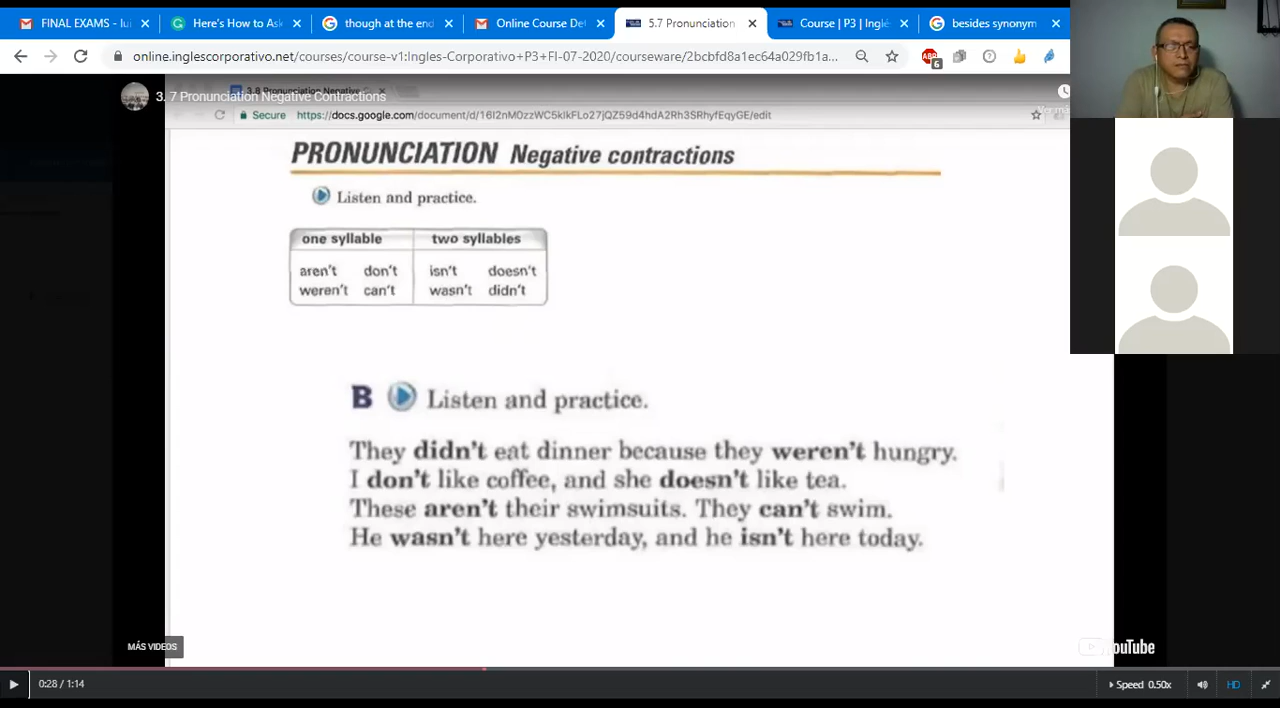 FINAL EXAMS - lui
Here's How to Ask
though at the end
Online Course Det
5.7 Pronunciation
Course | P3 | Inglé
besides synonym
online.inglescorporativo.net/courses/course-v1:Ingles-Corporativo+P3+FI-07-2020/courseware/2bcbfd8a1ec64a029fb1a...
ABP
6
3. 7 Pronunciation Negative Contractions
Secure https://docs.google.com/document/d/16I2nM0zzWC5kIkFLo27jQZ59d4hdA2Rh3SRhyfEqyGE/edit
PRONUNCIATION Negative contractions
Listen and practice.
one syllable two syllables
aren't don't isn't doesn't
weren't can't wasn't didn't
B Listen and practice.
They didn't eat dinner because they weren't hungry.
I don't like coffee, and she doesn't like tea.
These aren't their swimsuits. They can't swim.
He wasn't here yesterday, and he isn't here today.
MÁS VIDEOS
YouTube
0:28 / 1:14
Speed 0.50x
HD